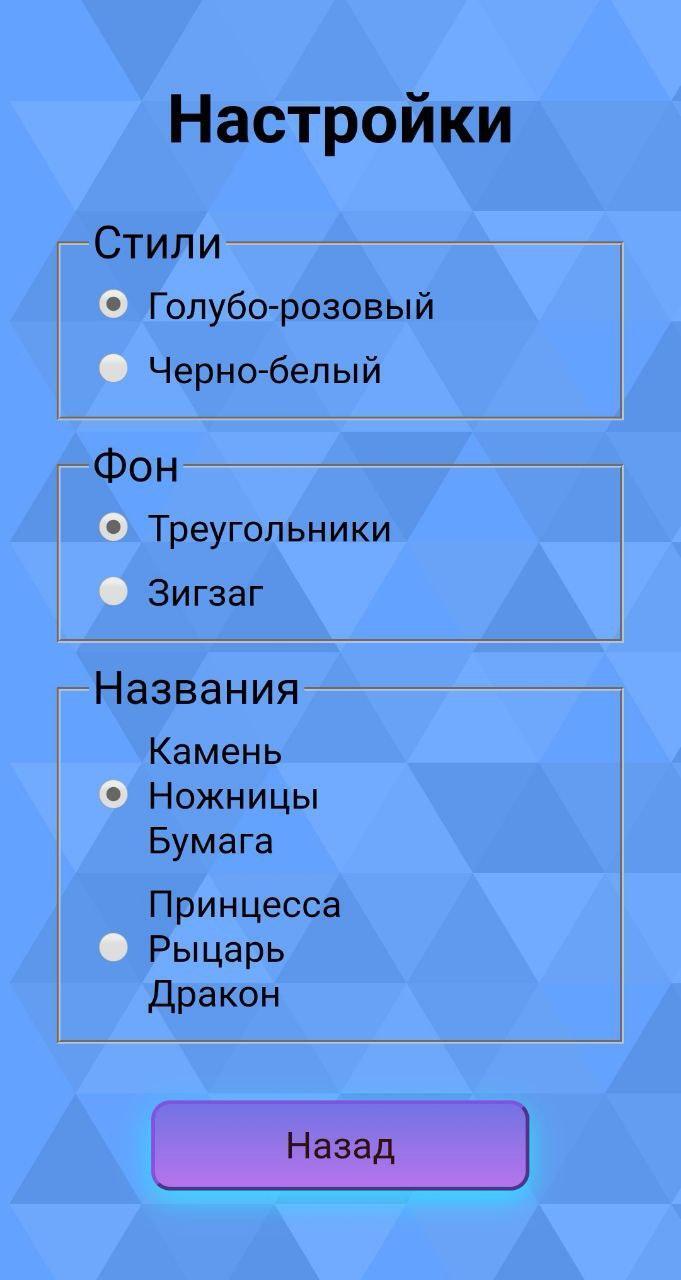 Настройки
Стили
Голубо-розовый
Черно-белый
Фон
Треугольники
Зигзаг
Названия
Камень
Ножницы
Бумага
Принцесса
Рыцарь
Дракон
Назад